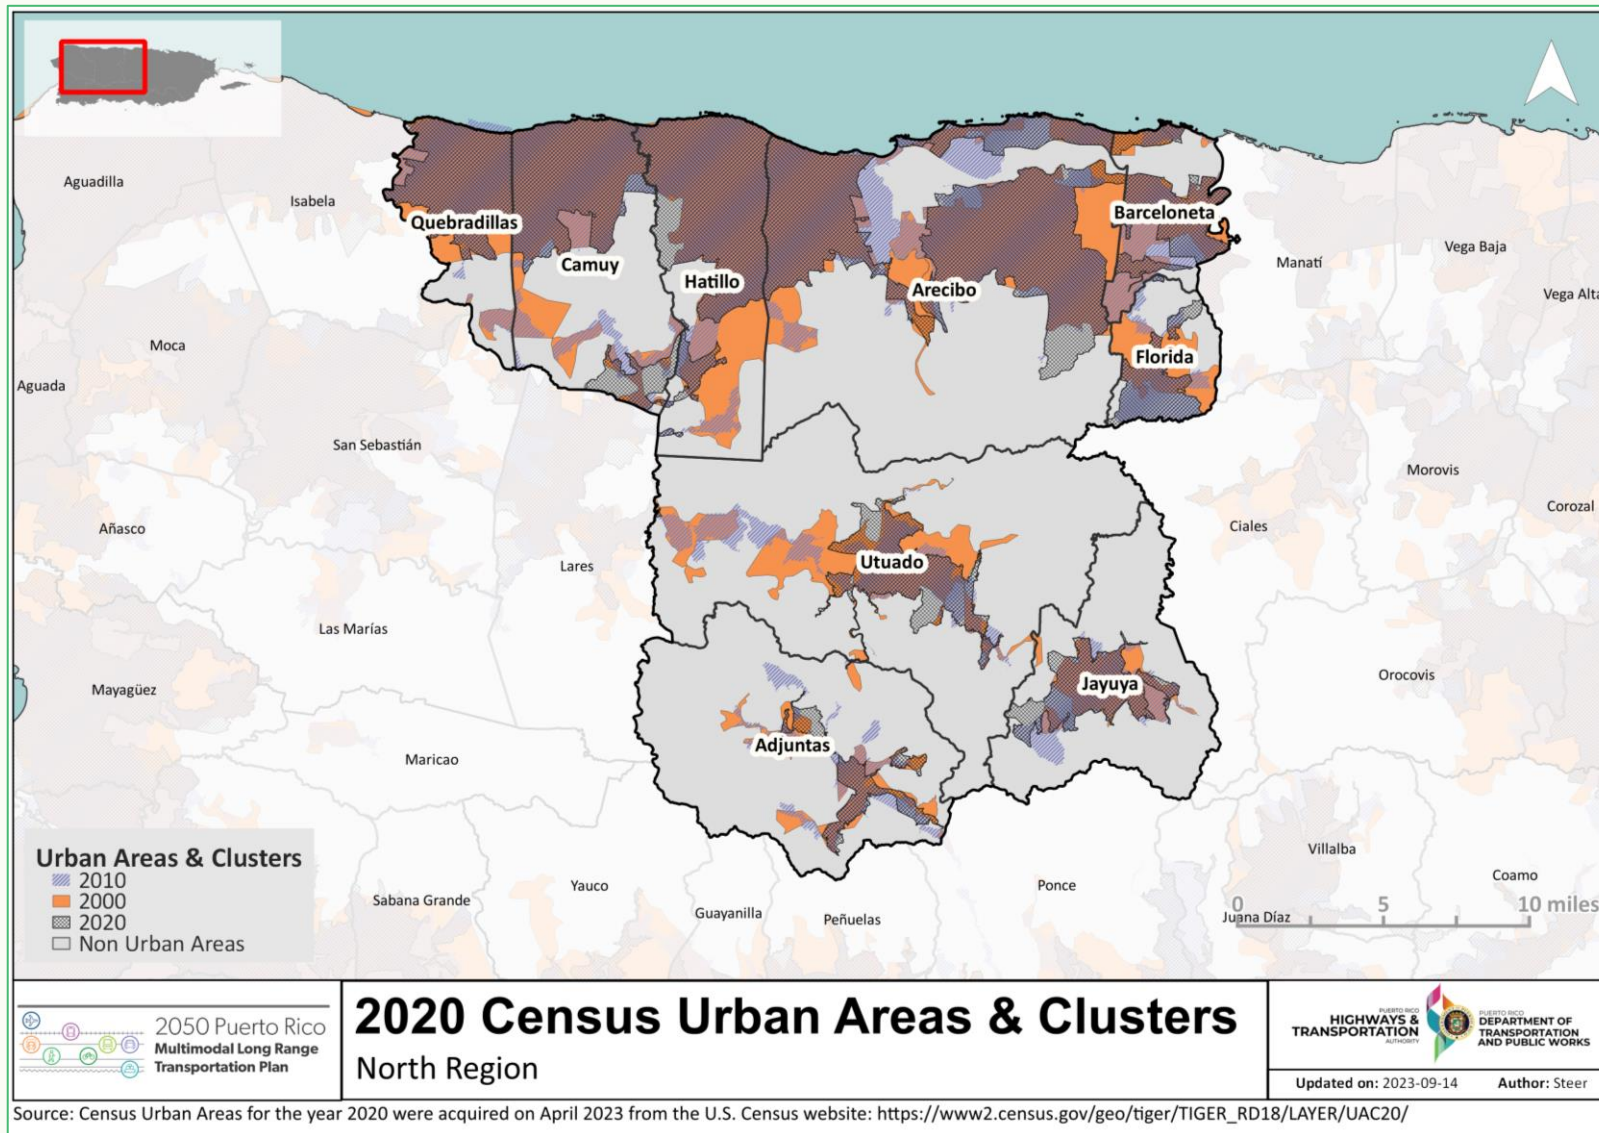 Aguadilla
Isabela
Quebradillas
Camuy
Hatillo
Arecibo
Barceloneta
Manatí
Vega Baja
Vega Alta
Moca
Aguada
Florida
San Sebastián
Morovis
Corozal
Añasco
Lares
Utuado
Ciales
Las Marías
Mayagüez
Jayuya
Orocovis
Adjuntas
Maricao
Villalba
Coamo
Sabana Grande
Yauco
Guayanilla
Peñuelas
Ponce
Juana Díaz
0 5 10 miles
Urban Areas & Clusters
2010
2000
2020
Non Urban Areas
2050 Puerto Rico
Multimodal Long Range
Transportation Plan
2020 Census Urban Areas & Clusters
North Region
PUERTO RICO
HIGHWAYS &
TRANSPORTATION
AUTHORITY
PUERTO RICO
DEPARTMENT OF
TRANSPORTATION
AND PUBLIC WORKS
Updated on: 2023-09-14 Author: Steer
Source: Census Urban Areas for the year 2020 were acquired on April 2023 from the U.S. Census website: https://www2.census.gov/geo/tiger/TIGER_RD18/LAYER/UAC20/